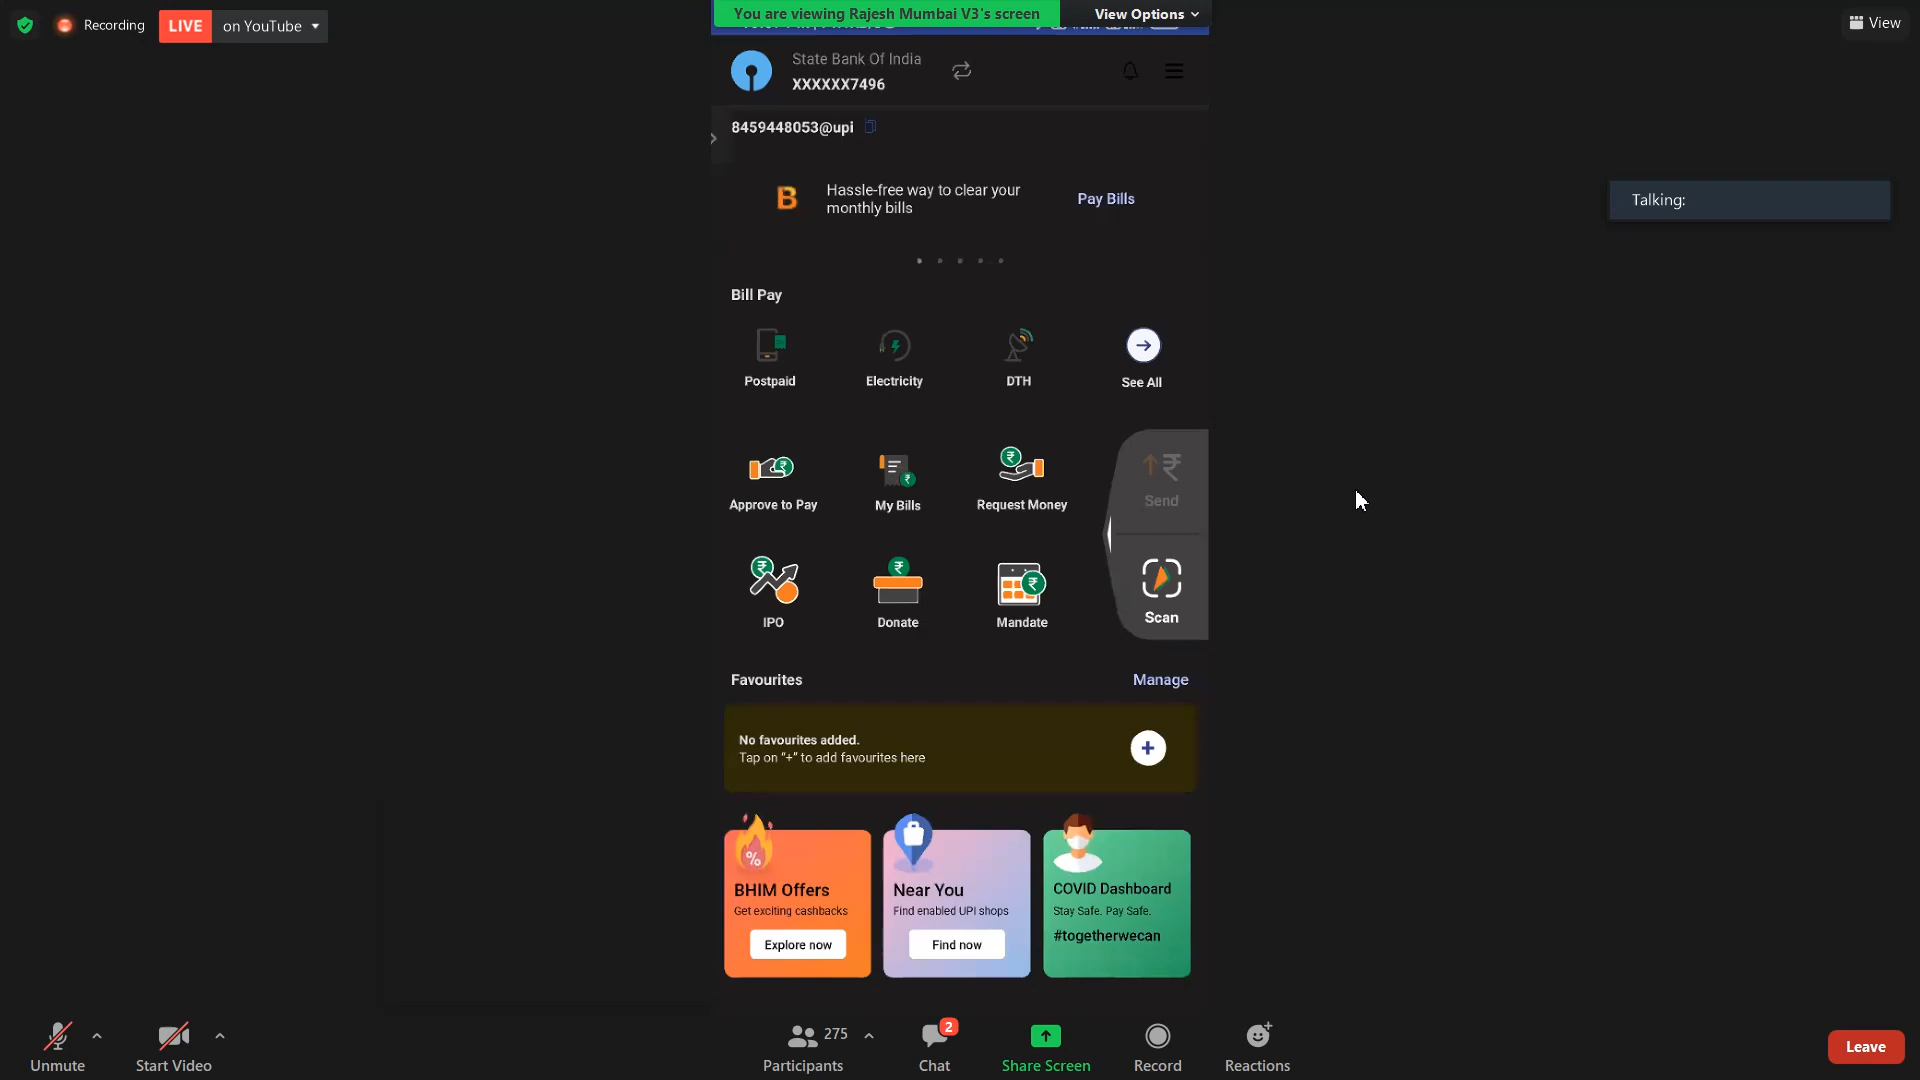 Recording
LIVE on YouTube
You are viewing Rajesh Mumbai V3's screen
View Options
View
State Bank Of India
XXXXXX7496
8459448053@upi
Talking:
B
Hassle-free way to clear your
monthly bills
Pay Bills
Bill Pay
Postpaid
Electricity
DTH
See All
Approve to Pay
My Bills
Request Money
Send
IPO
Donate
Mandate
Scan
Favourites
Manage
No favourites added.
Tap on "+" to add favourites here
BHIM Offers
Get exciting cashbacks
Explore now
Near You
Find enabled UPI shops
Find now
COVID Dashboard
Stay Safe. Pay Safe.
#togetherwecan
Unmute
Start Video
275
Participants
2
Chat
Share Screen
Record
Reactions
Leave